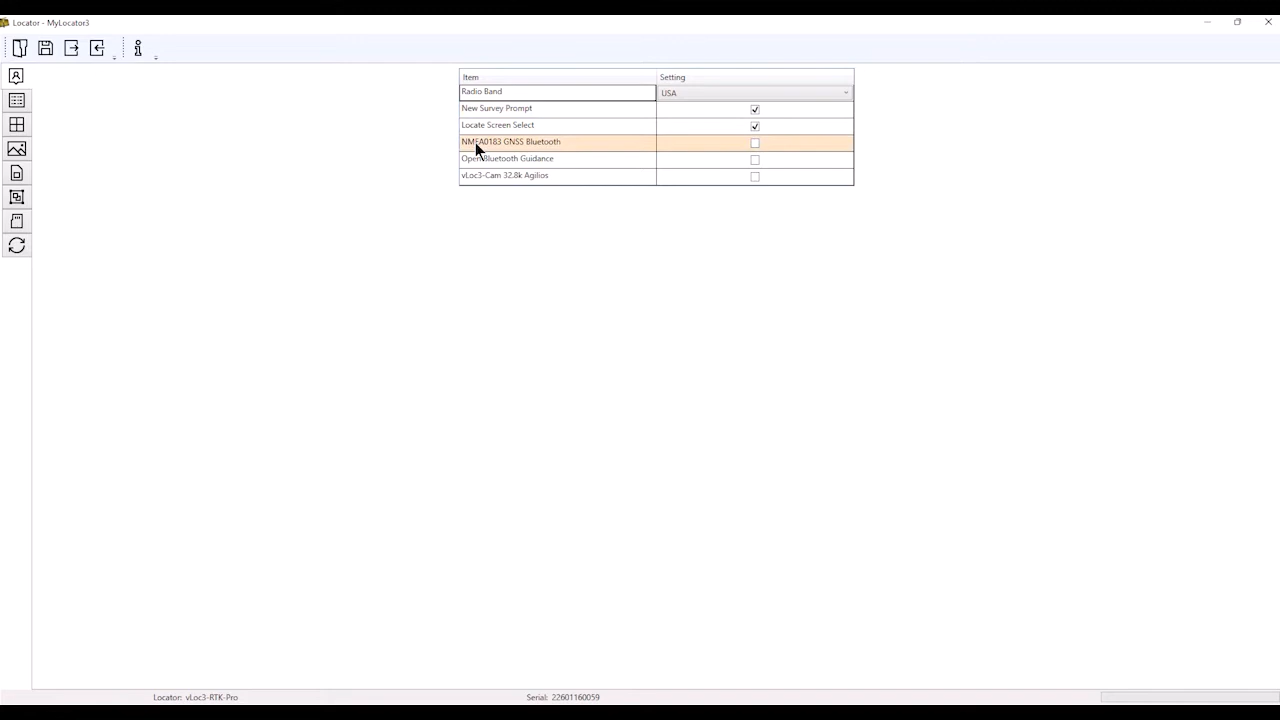 Locator - MyLocator3
Item Setting
Radio Band USA
New Survey Prompt
Locate Screen Select
NMEA0183 GNSS Bluetooth
Open Bluetooth Guidance
vLoc3-Cam 32.8k Agilios
Locator: vLoc3-RTK-Pro Serial: 22601160059